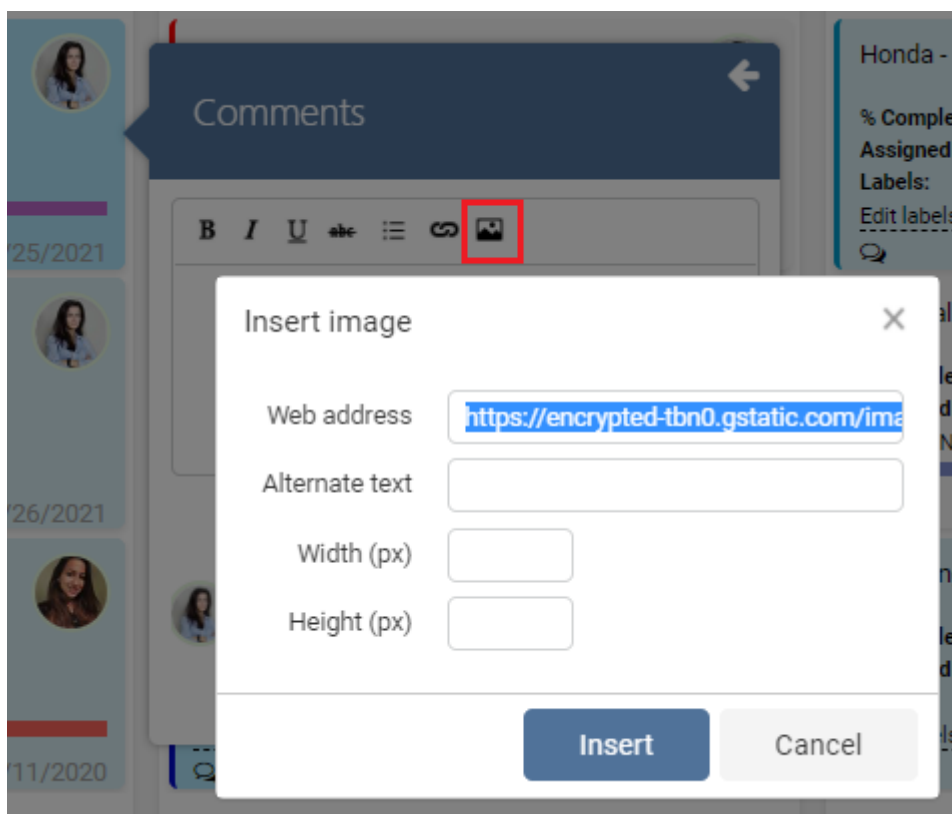 Comments
B I U abc
Insert image
Web address https://encrypted-tbn0.gstatic.com/ima
Alternate text
Width (px)
Height (px)
Insert Cancel
/25/2021
/26/2021
/11/2020
Honda -
% Comple
Assigned
Labels:
Edit labels